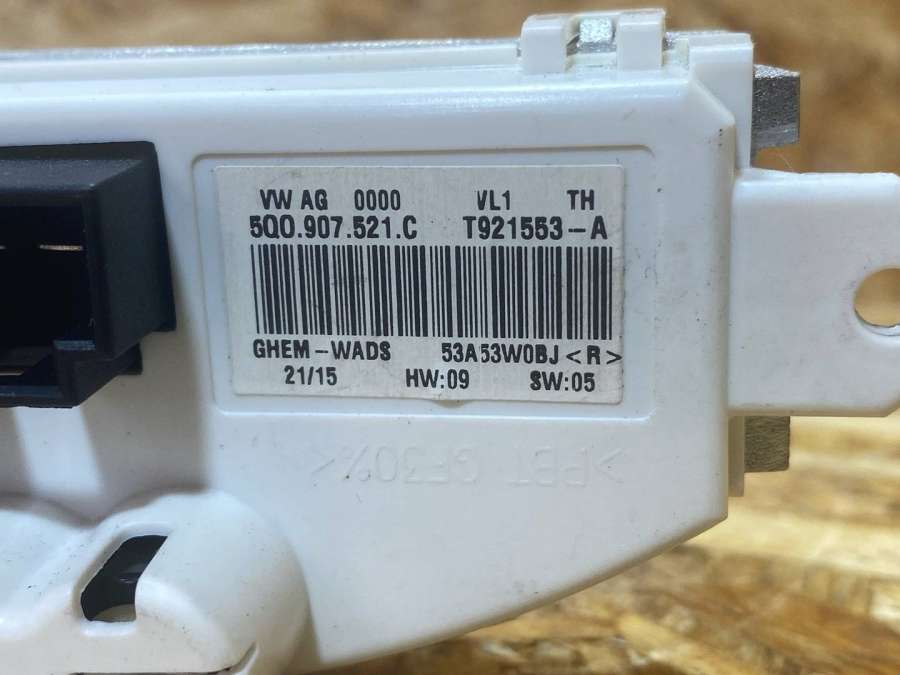 VW AG 0000 VL1 TH
5Q0.907.521.C T921553-A
GHEM-WADS 53A53W0BJ <R>
21/15 HW:09 SW:05
>PBT GF30%<